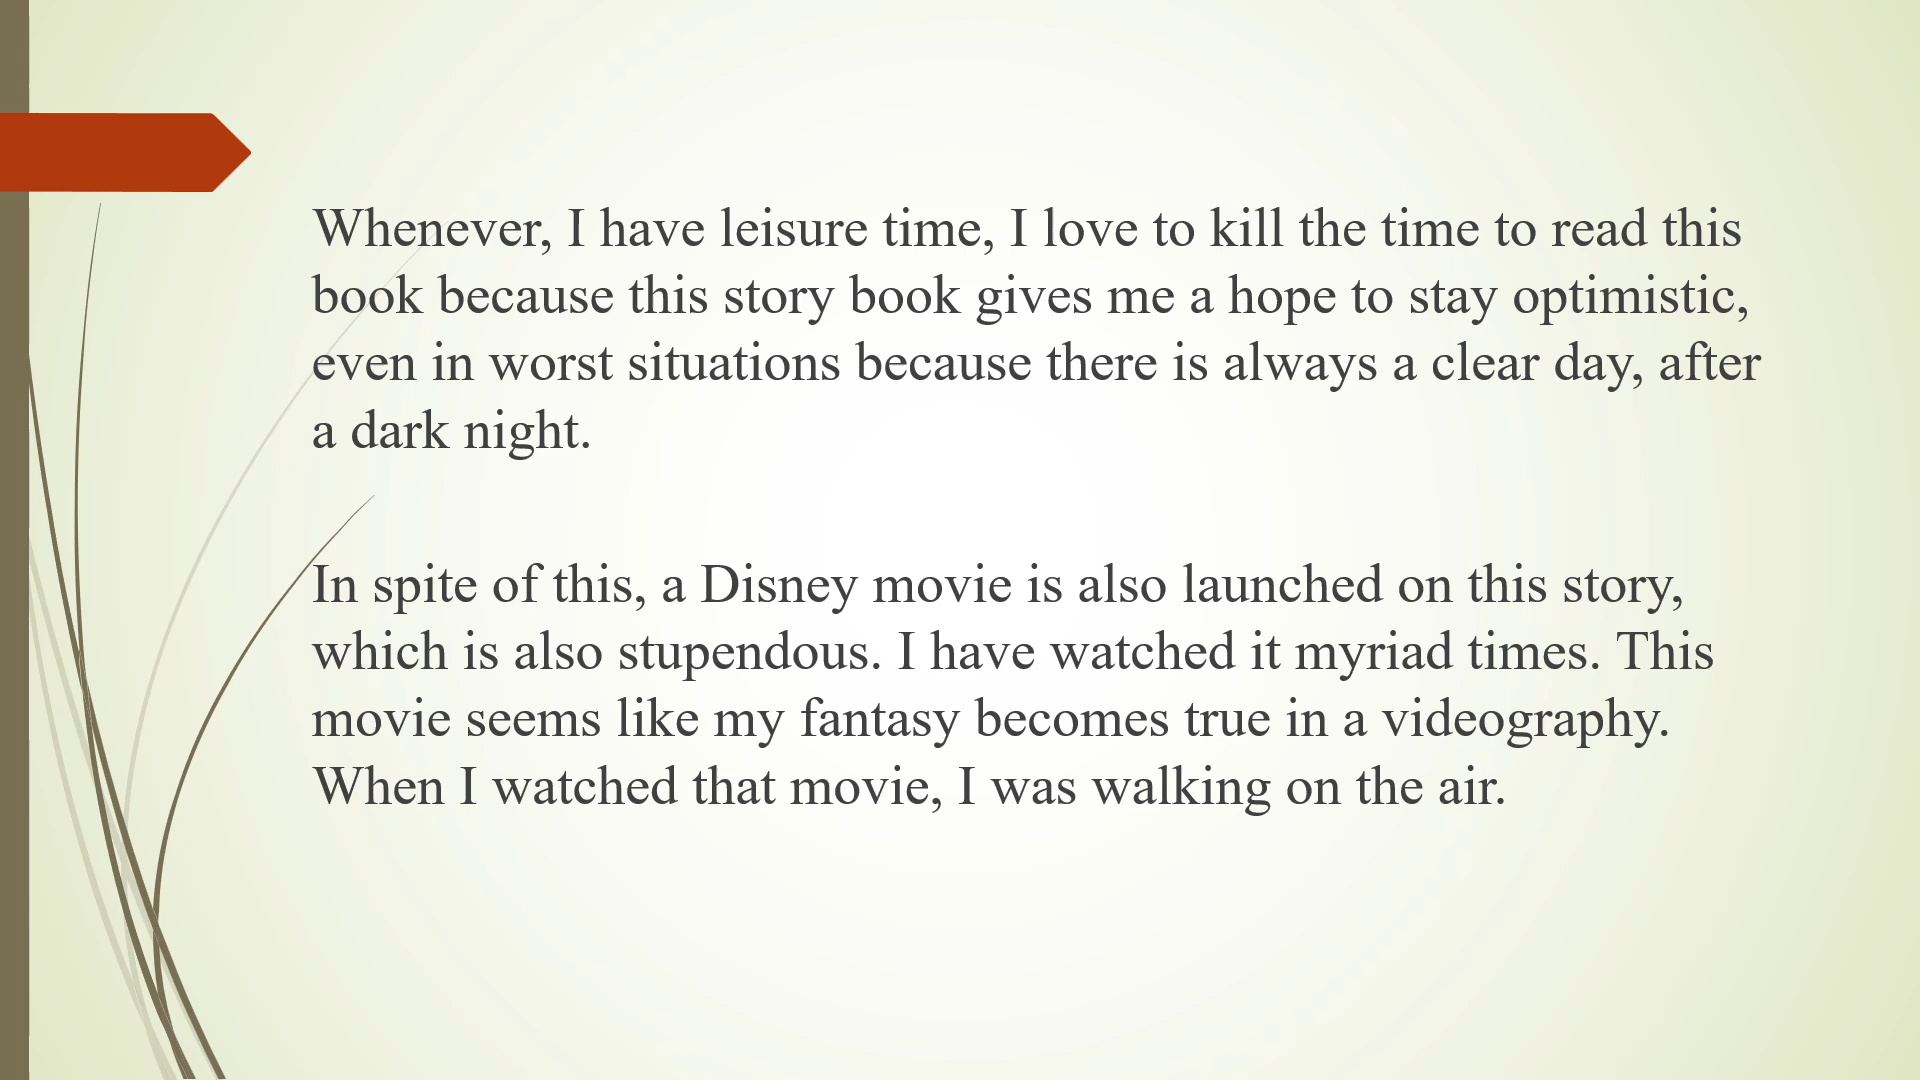 Whenever, I have leisure time, I love to kill the time to read this
book because this story book gives me a hope to stay optimistic,
even in worst situations because there is always a clear day, after
a dark night.
In spite of this, a Disney movie is also launched on this story,
which is also stupendous. I have watched it myriad times. This
movie seems like my fantasy becomes true in a videography.
When I watched that movie, I was walking on the air.